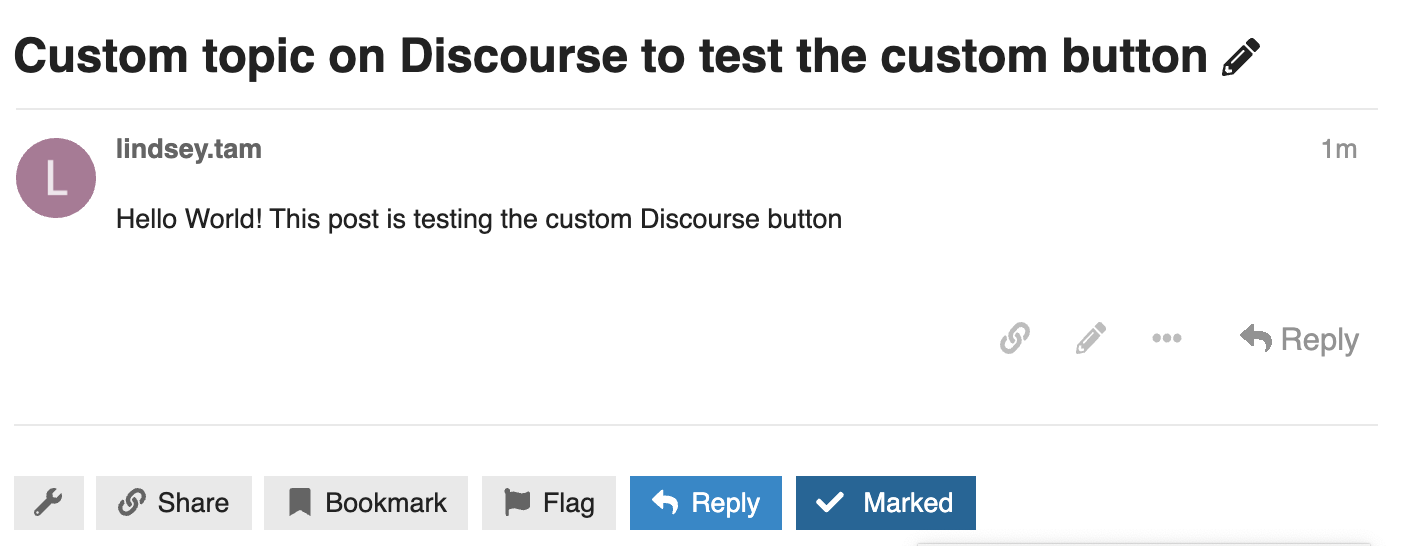 Custom topic on Discourse to test the custom button
lindsey.tam 1m
L
Hello World! This post is testing the custom Discourse button
Reply
Share Bookmark Flag Reply Marked